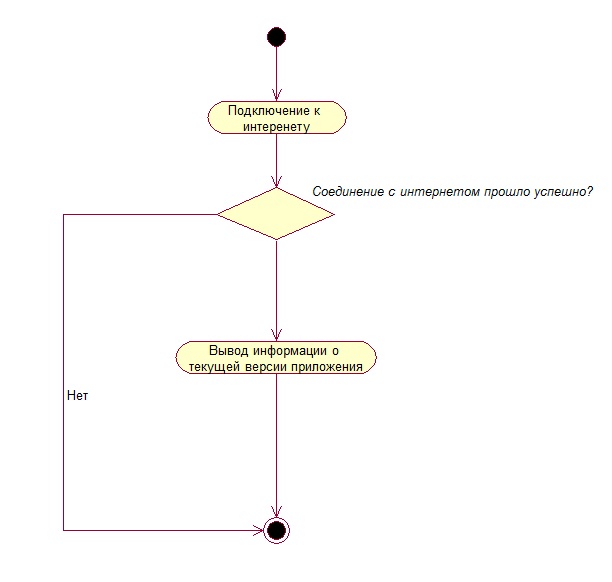 Подключение к
интеренету
Соединение с интернетом прошло успешно?
Вывод информации о
текущей версии приложения
Нет